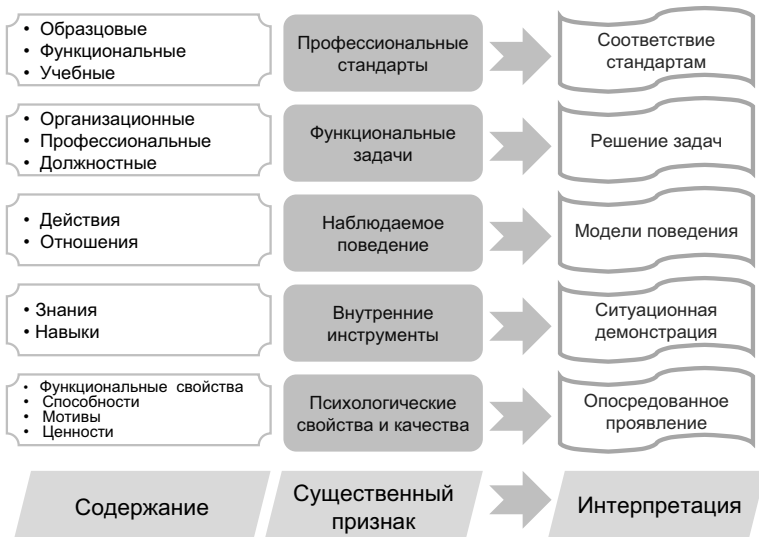 • Образцовые
• Функциональные
• Учебные
Профессиональные
стандарты
Соответствие
стандартам
• Организационные
• Профессиональные
• Должностные
Функциональные
задачи
Решение задач
• Действия
• Отношения
Наблюдаемое
поведение
Модели поведения
• Знания
• Навыки
Внутренние
инструменты
Ситуационная
демонстрация
• Функциональные свойства
• Способности
• Мотивы
• Ценности
Психологические
свойства и качества
Опосредованное
проявление
Содержание
Существенный
признак
Интерпретация